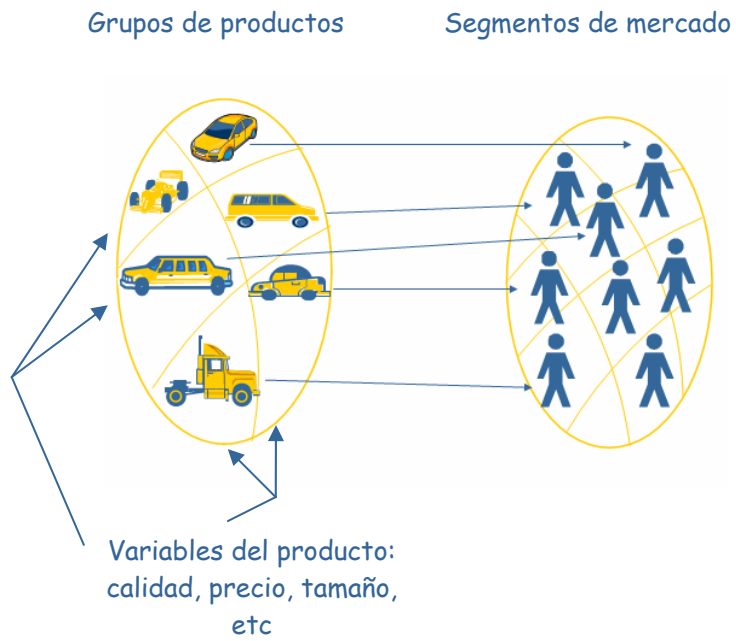 Grupos de productos
Segmentos de mercado
Variables del producto:
calidad, precio, tamaño,
etc